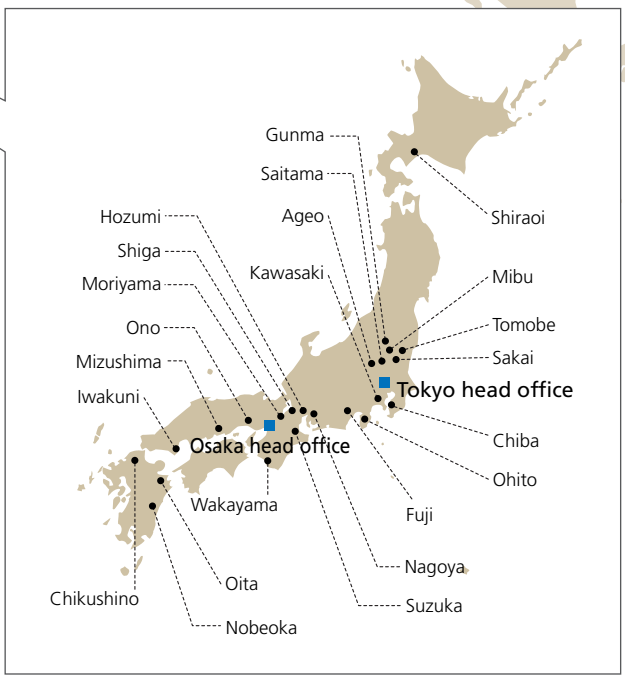 Gunma
Saitama
Hozumi
Ageo
Shiraoi
Shiga
Kawasaki
Mibu
Moriyama
Ono
Tomobe
Mizushima
Sakai
Iwakuni
Tokyo head office
Osaka head office
Chiba
Ohito
Wakayama
Fuji
Nagoya
Oita
Chikushino
Suzuka
Nobeoka